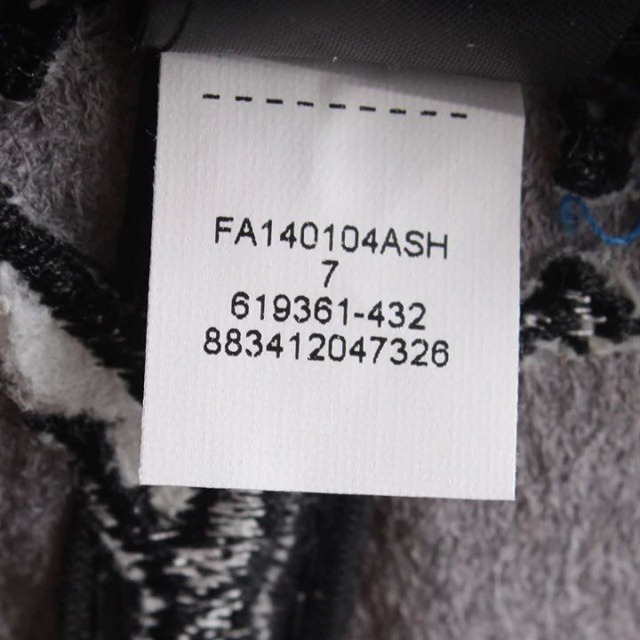 - - - - - - - - -
FA140104ASH
7
619361-432
883412047326